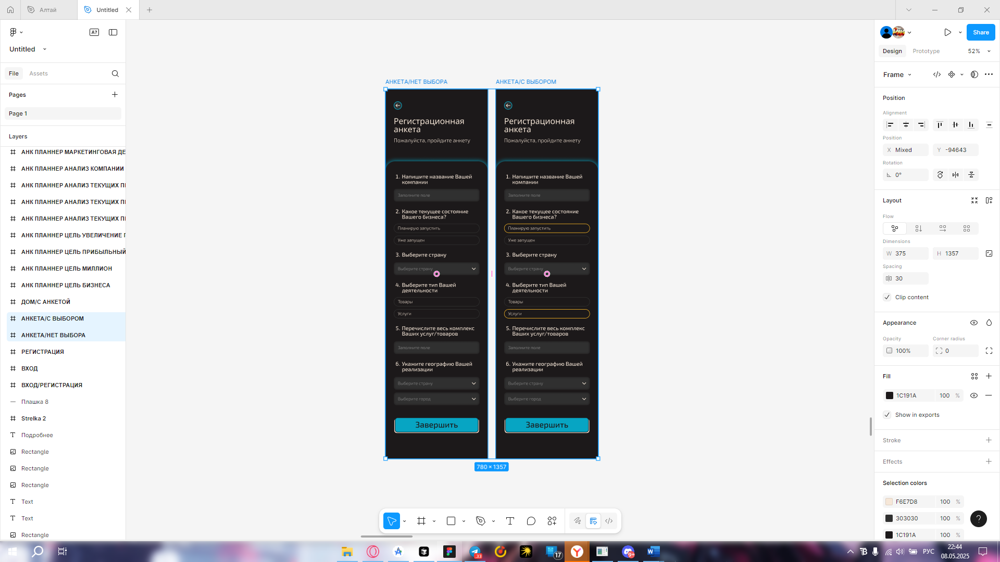 Алтай
Untitled
Untitled
File
Assets
Pages
Page 1
Layers
АНК ПЛАННЕР МАРКЕТИНГОВАЯ ДЕ
АНК ПЛАННЕР АНАЛИЗ КОМПАНИИ
АНК ПЛАННЕР АНАЛИЗ ТЕКУЩИХ
АНК ПЛАННЕР АНАЛИЗ ТЕКУЩИХ
АНК ПЛАННЕР АНАЛИЗ ТЕКУЩИХ
АНК ПЛАННЕР ЦЕЛЬ УВЕЛИЧЕНИЕ
АНК ПЛАННЕР ЦЕЛЬ ПРИБЫЛЬНЫЙ
АНК ПЛАННЕР ЦЕЛЬ МИЛЛИОН
АНК ПЛАННЕР ЦЕЛЬ БИЗНЕСА
ДОМ/С АНКЕТОЙ
АНКЕТА/С ВЫБОРОМ
АНКЕТА/НЕТ ВЫБОРА
РЕГИСТРАЦИЯ
ВХОД
ВХОД/РЕГИСТРАЦИЯ
Плашка 8
Strelka 2
Подробнее
Rectangle
Rectangle
Rectangle
Text
Text
Rectangle
АНКЕТА/НЕТ ВЫБОРА
Регистрационная
анкета
Пожалуйста, пройдите анкету
1. Напишите название Вашей
компании
Заполните поле
2. Какое текущее состояние
Вашего бизнеса?
Планирую запустить
Уже запущен
3. Выберите страну
Выберите страну
4. Выберите тип Вашей
деятельности
Товары
Услуги
5. Перечислите весь комплекс
Ваших услуг/товаров
Заполните поле
6. Укажите географию Вашей
реализации
Выберите страну
Выберите город
Завершить
АНКЕТА/С ВЫБОРОМ
Регистрационная
анкета
Пожалуйста, пройдите анкету
1. Напишите название Вашей
компании
Заполните поле
2. Какое текущее состояние
Вашего бизнеса?
Планирую запустить
Уже запущен
3. Выберите страну
Выберите страну
4. Выберите тип Вашей
деятельности
Товары
Услуги
5. Перечислите весь комплекс
Ваших услуг/товаров
Заполните поле
6. Укажите географию Вашей
реализации
Выберите страну
Выберите город
Завершить
780 × 1357
Share
Design
Prototype
52%
Frame
Position
Alignment
Position
X Mixed
Y -94643
Rotation
0°
Layout
Flow
Dimensions
W 375
H 1357
Spacing
30
Clip content
Appearance
Opacity
Corner radius
100%
0
Fill
1C191A 100 %
Show in exports
Stroke
Effects
Selection colors
F6E7D8 100 %
303030 100 %
1C191A 100 %
?
.33
17
9+
РУС
22:44
08.05.2025